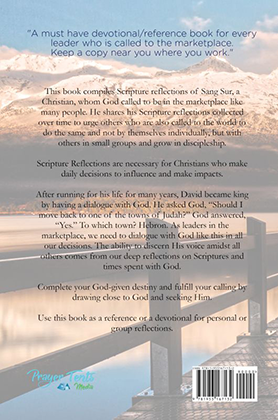 "A must have devotional/reference book for every
leader who is called to the marketplace.
Keep a copy near where you work."
This book compiles Scripture reflections of Sang Sur, a
Christian, whom God called to be in the marketplace like
many people. He shares his Scripture reflections collected
over time to urge others who are also called to the world to
do the same and not by themselves individually, but with
others in small groups and grow in discipleship.
Scripture Reflections are necessary for Christians who make
daily decisions to influence and make impacts.
After running for his life for many years, David became king
by having a dialogue with God. He asked God, "Should I
move back to one of the towns of Judah?" God answered,
"Yes." To which town? Hebron. As leaders in the
marketplace, we need to dialogue with God like this in all
our decisions. The ability to discern His voice amidst all
others comes from our deep reflections on Scriptures and
times spent with God.
Complete your God-given destiny and fulfill your calling by
drawing close to God and seeking Him.
Use this book as a reference or a devotional for personal or
group reflections.
Prayer Tents
Media